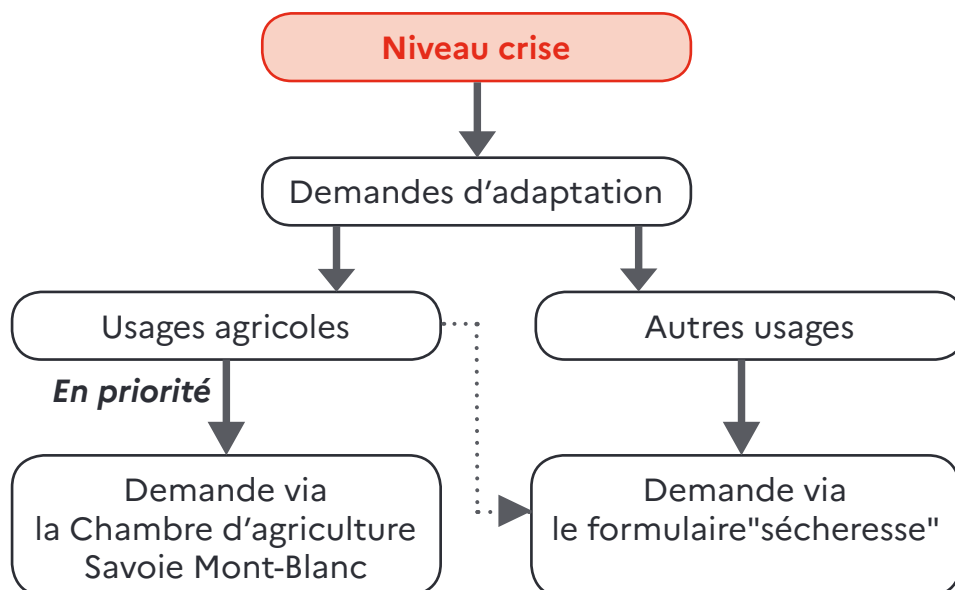 Niveau crise
Demandes d'adaptation
Usages agricoles
Autres usages
En priorité
Demande via
la Chambre d'agriculture
Savoie Mont-Blanc
Demande via
le formulaire"sécheresse"